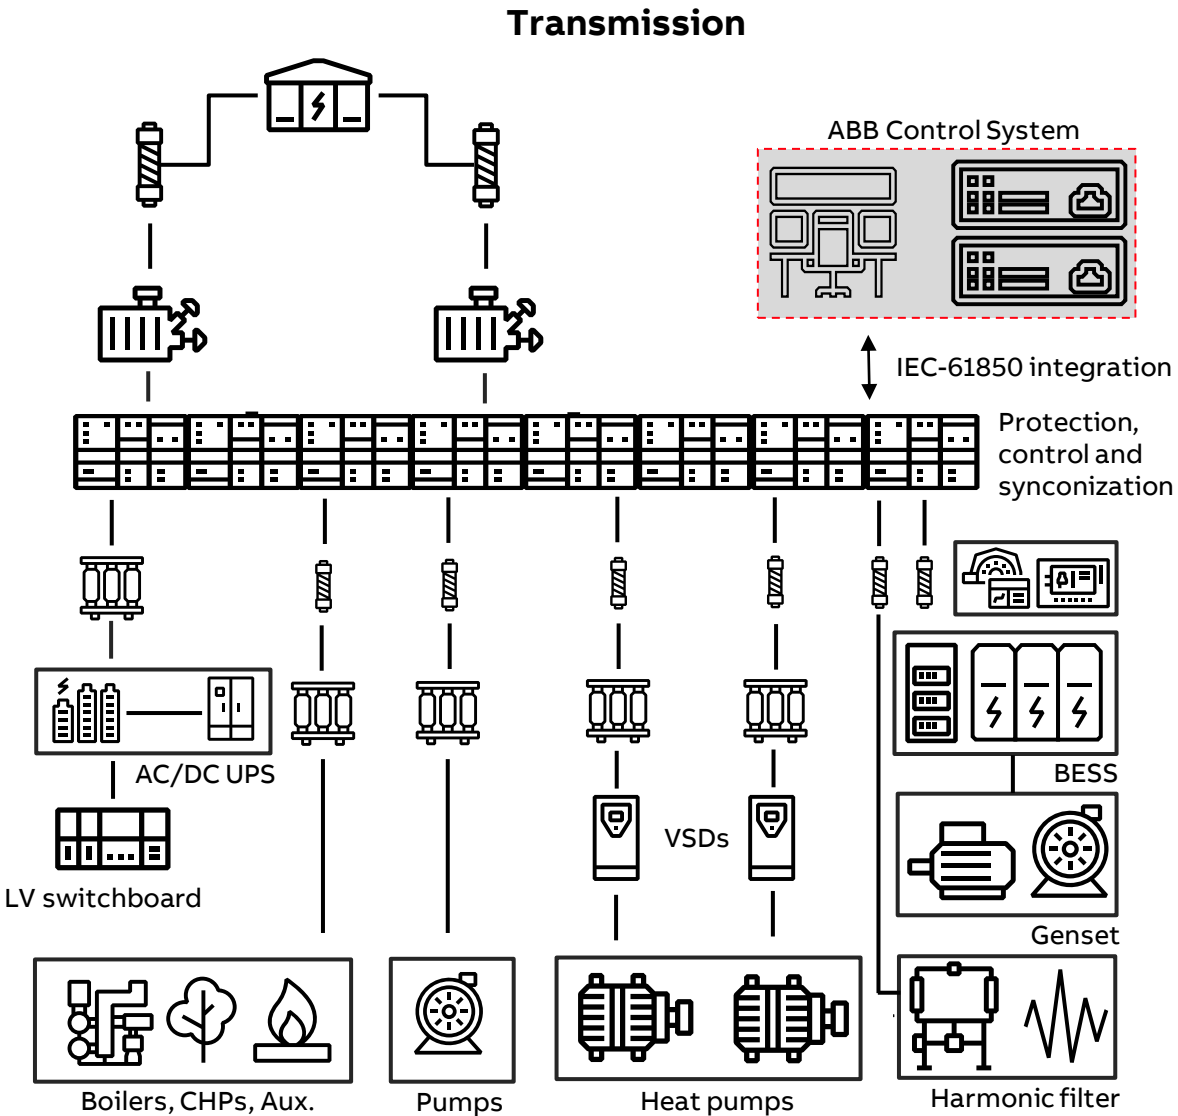 Transmission
ABB Control System
IEC-61850 integration
Protection,
control and
synconization
AC/DC UPS
BESS
VSDs
LV switchboard
Genset
Boilers, CHPs, Aux.
Pumps
Heat pumps
Harmonic filter